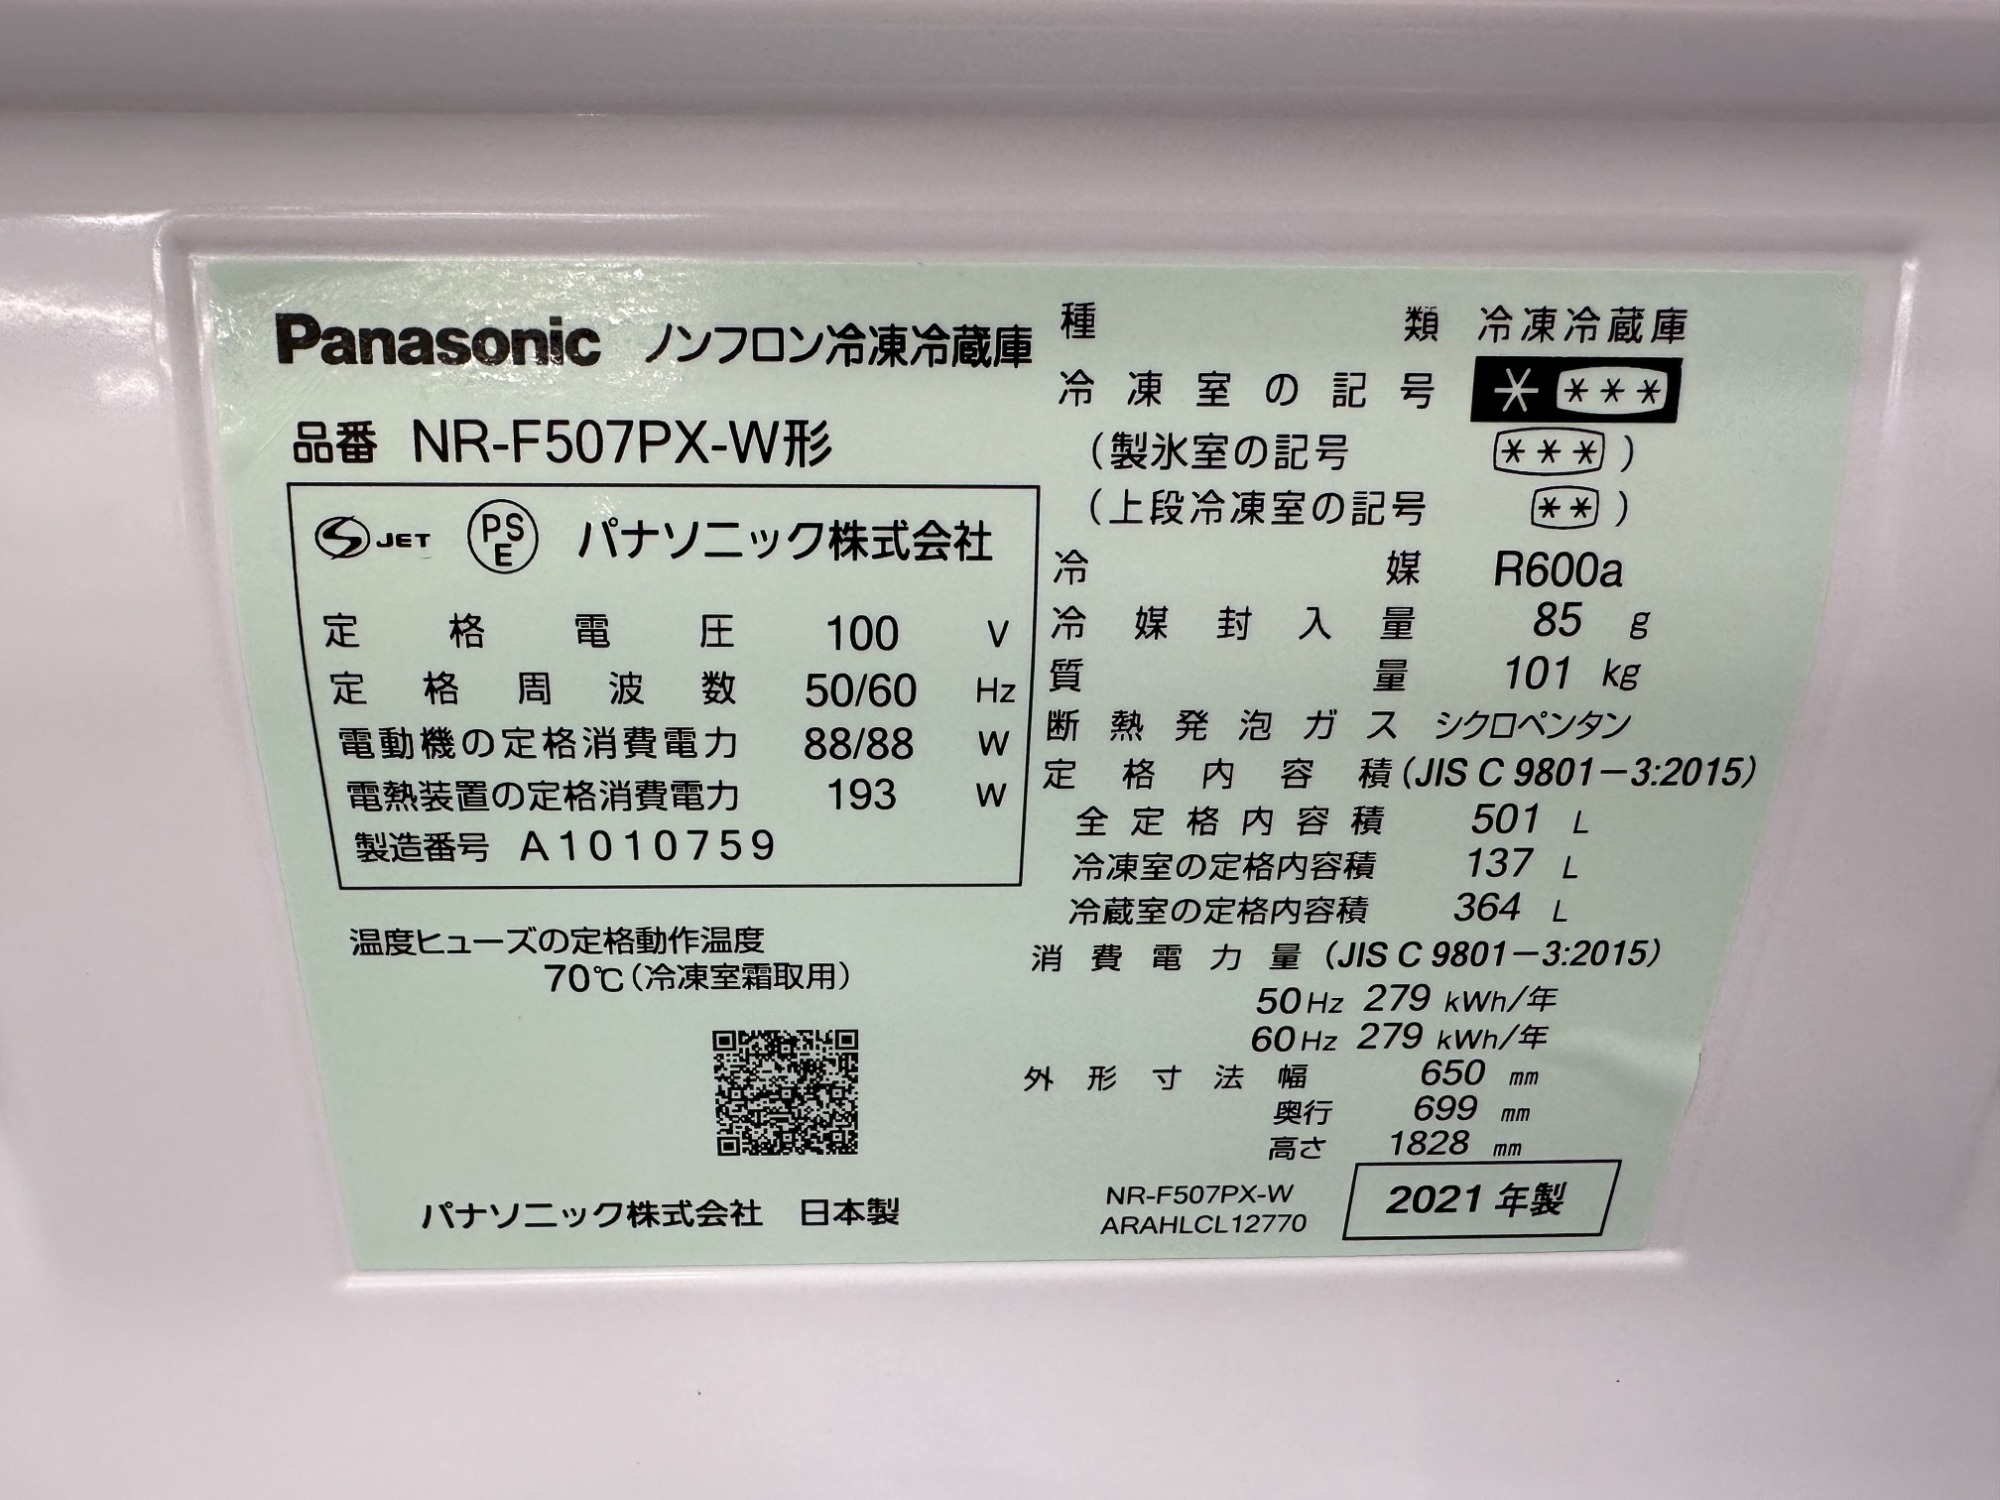 Panasonic ノンフロン冷凍冷蔵庫
品番 NR-F507PX-W形
S JET PSE パナソニック株式会社
定格電圧 100 V
定格周波数 50/60 Hz
電動機の定格消費電力 88/88 W
電熱装置の定格消費電力 193 W
製造番号 A1010759
温度ヒューズの定格動作温度
70℃(冷凍室霜取用)
パナソニック株式会社 日本製
種類 冷凍冷蔵庫
冷凍室の記号 * ***
(製氷室の記号 ***)
(上段冷凍室の記号 **)
冷媒 R600a
冷媒封入量 85 g
質量 101 kg
断熱発泡ガス シクロペンタン
定格内容積(JIS C 9801-3:2015)
全定格内容積 501 L
冷凍室の定格内容積 137 L
冷蔵室の定格内容積 364 L
消費電力量(JIS C 9801-3:2015)
50Hz 279 kWh/年
60Hz 279 kWh/年
外形寸法 幅 650 mm
奥行 699 mm
高さ 1828 mm
NR-F507PX-W
ARAHLCL12770
2021 年製